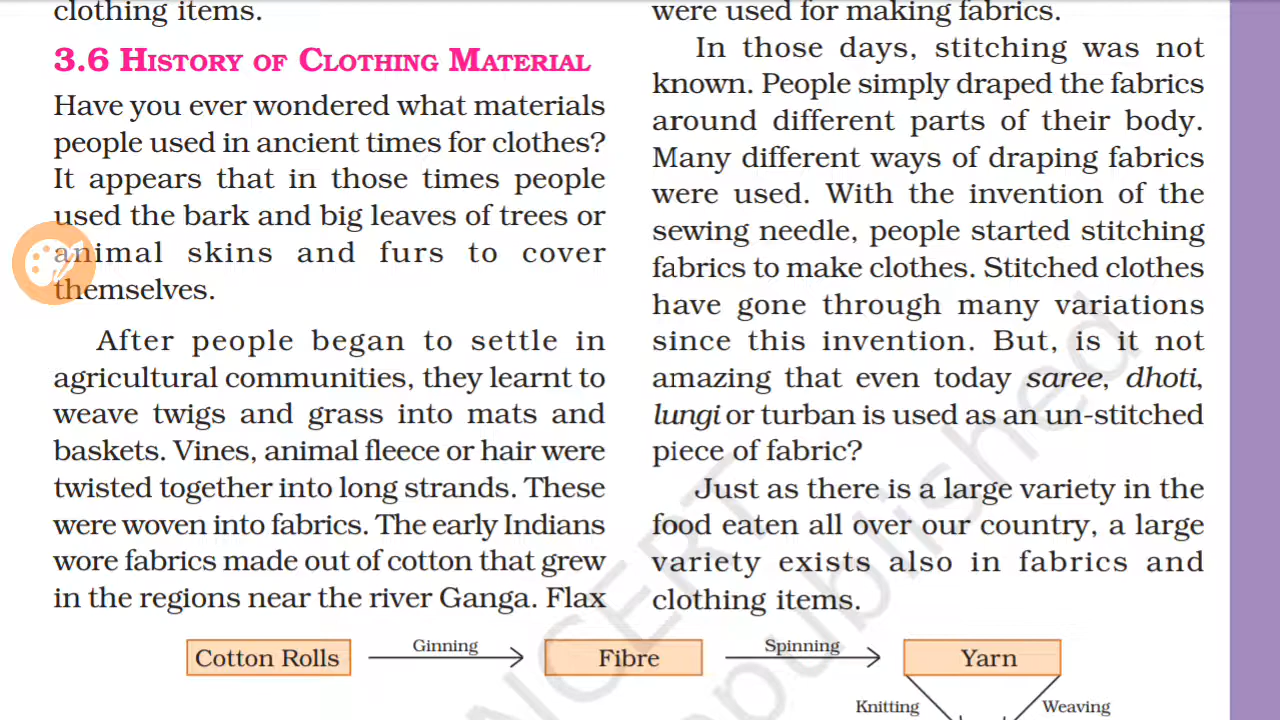 clothing items.
3.6 HISTORY OF CLOTHING MATERIAL
Have you ever wondered what materials
people used in ancient times for clothes?
It appears that in those times people
used the bark and big leaves of trees or
animal skins and furs to cover
themselves.
After people began to settle in
agricultural communities, they learnt to
weave twigs and grass into mats and
baskets. Vines, animal fleece or hair were
twisted together into long strands. These
were woven into fabrics. The early Indians
wore fabrics made out of cotton that grew
in the regions near the river Ganga. Flax
were used for making fabrics.
In those days, stitching was not
known. People simply draped the fabrics
around different parts of their body.
Many different ways of draping fabrics
were used. With the invention of the
sewing needle, people started stitching
fabrics to make clothes. Stitched clothes
have gone through many variations
since this invention. But, is it not
amazing that even today saree, dhoti,
lungi or turban is used as an un-stitched
piece of fabric?
Just as there is a large variety in the
food eaten all over our country, a large
variety exists also in fabrics and
clothing items.
Cotton Rolls Ginning Fibre Spinning Yarn
Knitting Weaving
NCERT
republished